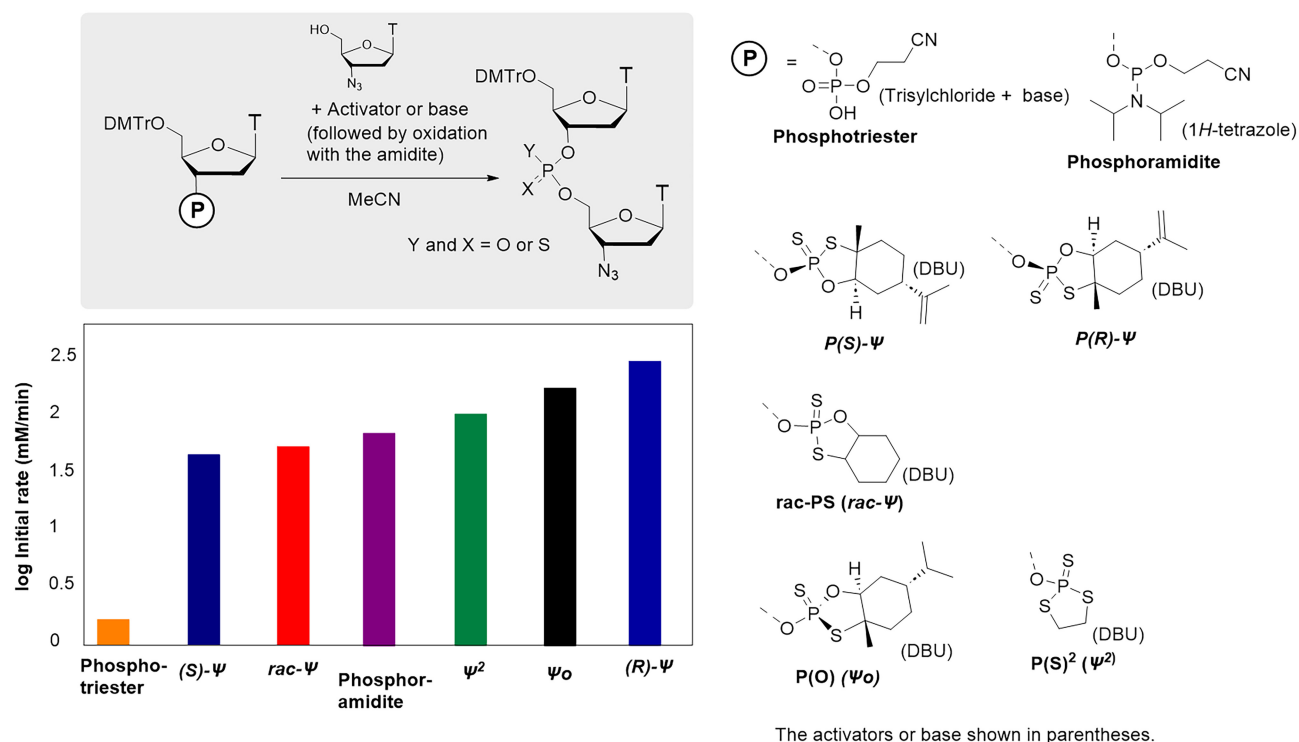 HO
T
O
N₃
+ Activator or base
(followed by oxidation
with the amidite)
MeCN
DMTrO
T
O
P
DMTrO
T
O
Y
O
P
X
O
T
O
N₃
Y and X = O or S
P
=
O
O=P-O
OH
CN
(Trisylchloride + base)
Phosphotriester
O
P
O
CN
N
(1H-tetrazole)
Phosphoramidite
S
S
O
P
O
H
(DBU)
P(S)-Ψ
H
O
O
P
S
S
(DBU)
P(R)-Ψ
S
O
O
P
S
(DBU)
rac-PS (rac-Ψ)
H
S
O
P
O
S
(DBU)
P(O) (Ψo)
S
O
P
S
S
(DBU)
P(S)² (Ψ²)
log Initial rate (mM/min)
2.5
2
1.5
1
0.5
0
Phospho-
triester
(S)-Ψ
rac-Ψ
Phosphor-
amidite
Ψ²
Ψo
(R)-Ψ
The activators or base shown in parentheses.